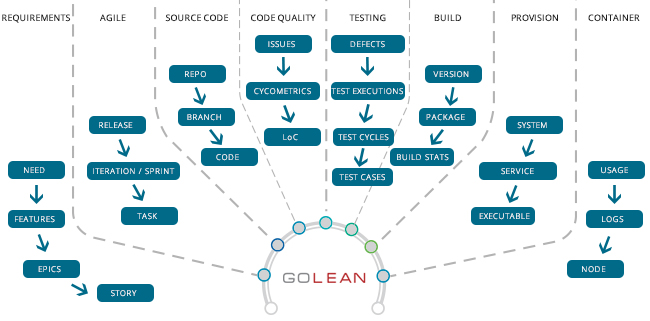 REQUIREMENTS
AGILE
SOURCE CODE
CODE QUALITY
TESTING
BUILD
PROVISION
CONTAINER
NEED
FEATURES
EPICS
STORY
RELEASE
ITERATION / SPRINT
TASK
REPO
BRANCH
CODE
ISSUES
CYCOMETRICS
LoC
DEFECTS
TEST EXECUTIONS
TEST CYCLES
TEST CASES
VERSION
PACKAGE
BUILD STATS
SYSTEM
SERVICE
EXECUTABLE
USAGE
LOGS
NODE
GOLEAN